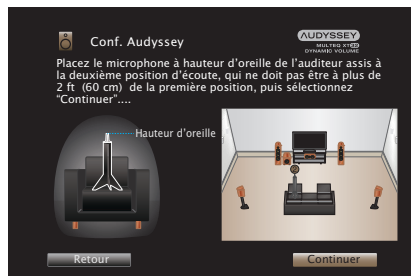 Conf. Audyssey
AUDYSSEY
MULTEQ XT32
DYNAMIC VOLUME
Placez le microphone à hauteur d'oreille de l'auditeur assis à
la deuxième position d'écoute, qui ne doit pas être à plus de
2 ft (60 cm) de la première position, puis sélectionnez
“Continuer”....
Hauteur d'oreille
Retour
Continuer